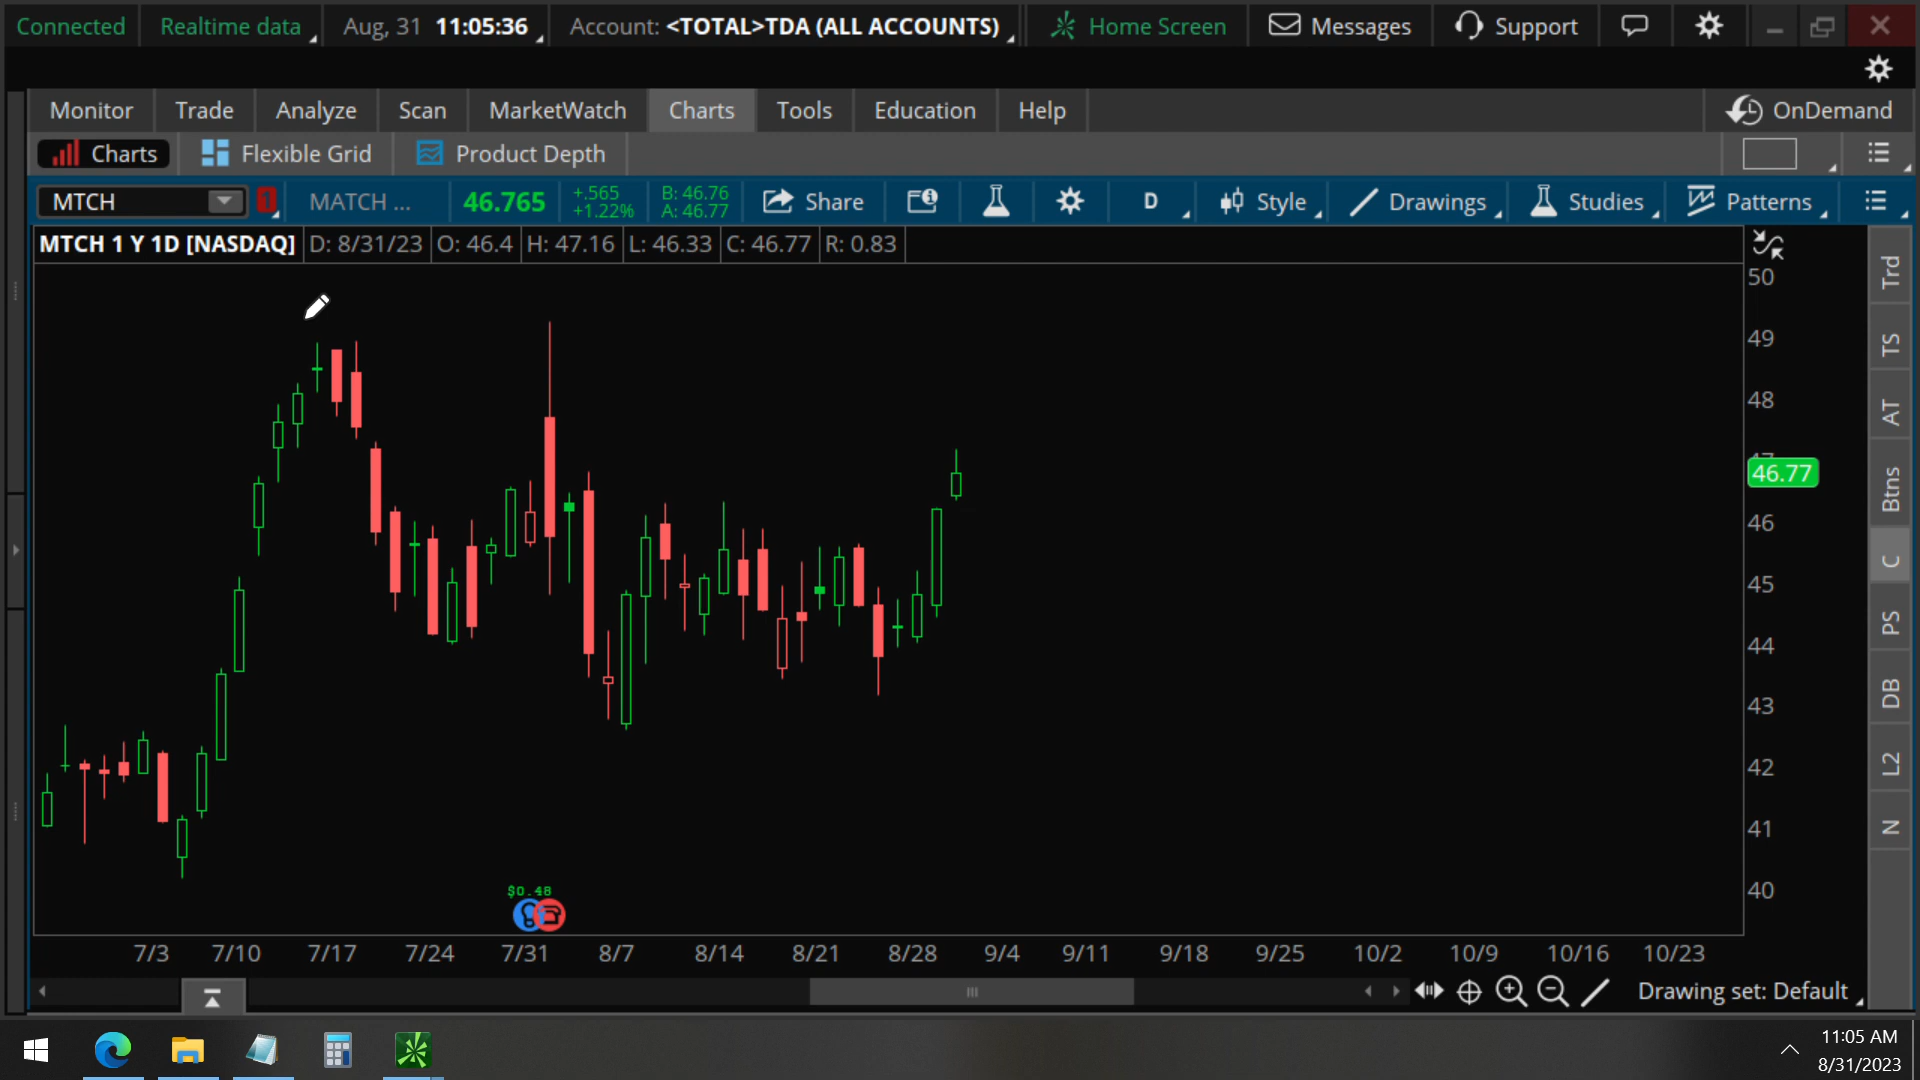 Connected Realtime data Aug, 31 11:05:36 Account: <TOTAL>TDA (ALL ACCOUNTS) Home Screen Messages Support
Monitor Trade Analyze Scan MarketWatch Charts Tools Education Help OnDemand
Charts Flexible Grid Product Depth
MTCH 1 MATCH ... 46.765 +.565 B: 46.76 Share D Style Drawings Studies Patterns
+1.22% A: 46.77
MTCH 1 Y 1D [NASDAQ] D: 8/31/23 O: 46.4 H: 47.16 L: 46.33 C: 46.77 R: 0.83
50
49
48
46.77
46
45
44
43
42
41
40
Trd
TS
AT
Btns
C
PS
DB
L2
N
$0.48
7/3 7/10 7/17 7/24 7/31 8/7 8/14 8/21 8/28 9/4 9/11 9/18 9/25 10/2 10/9 10/16 10/23
Drawing set: Default
11:05 AM
8/31/2023